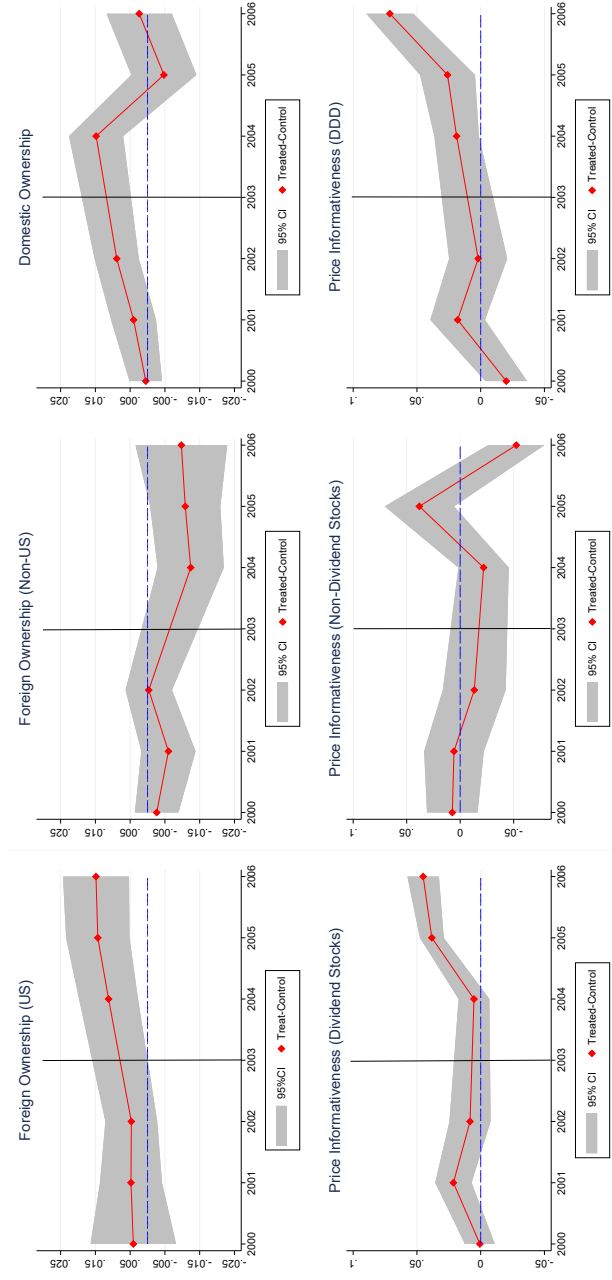 Foreign Ownership (US)
.025
.015
.005
-.005
-.015
-.025
2000 2001 2002 2003 2004 2005 2006
95%CI Treat-Control
Foreign Ownership (Non-US)
.025
.015
.005
-.005
-.015
-.025
2000 2001 2002 2003 2004 2005 2006
95% CI Treated-Control
Domestic Ownership
.025
.015
.005
-.005
-.015
-.025
2000 2001 2002 2003 2004 2005 2006
95% CI Treated-Control
Price Informativeness (Dividend Stocks)
.1
.05
0
-.05
2000 2001 2002 2003 2004 2005 2006
95% CI Treated-Control
Price Informativeness (Non-Dividend Stocks)
.1
.05
0
-.05
2000 2001 2002 2003 2004 2005 2006
95% CI Treated-Control
Price Informativeness (DDD)
.1
.05
0
-.05
2000 2001 2002 2003 2004 2005 2006
95% CI Treated-Control